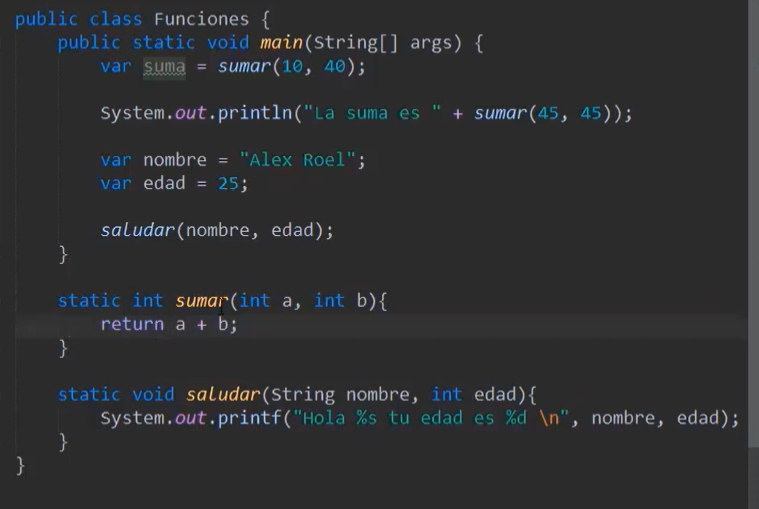 public class Funciones {
public static void main(String[] args) {
var suma = sumar(10, 40);
System.out.println("La suma es " + sumar(45, 45));
var nombre = "Alex Roel";
var edad = 25;
saludar(nombre, edad);
}
static int sumar(int a, int b){
return a + b;
}
static void saludar(String nombre, int edad){
System.out.printf("Hola %s tu edad es %d \n", nombre, edad);
}
}